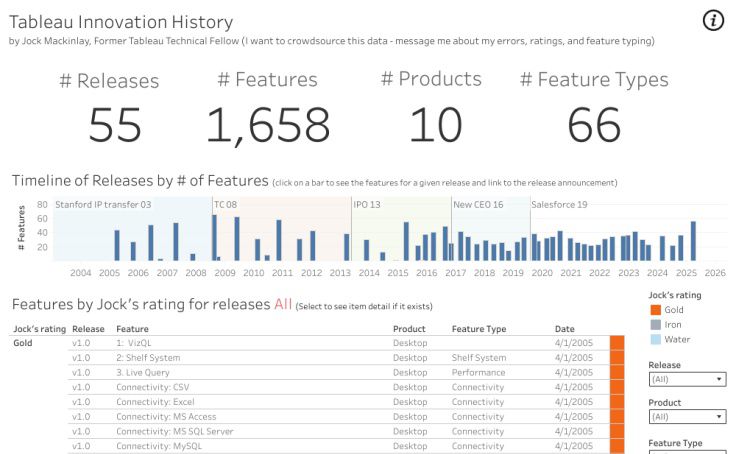 Tableau Innovation History
by Jock Mackinlay, Former Tableau Technical Fellow (I want to crowdsource this data - message me about my errors, ratings, and feature typing)
i
# Releases # Features # Products # Feature Types
55 1,658 10 66
Timeline of Releases by # of Features (click on a bar to see the features for a given release and link to the release announcement)
Stanford IP transfer 03 TC 08 IPO 13 New CEO 16 Salesforce 19
# Features
80
60
40
20
2004 2005 2006 2007 2008 2009 2010 2011 2012 2013 2014 2015 2016 2017 2018 2019 2020 2021 2022 2023 2024 2025 2026
Features by Jock's rating for releases All (Select to see item detail if it exists)
Jock's rating Release Feature Product Feature Type Date
Gold v1.0 1: VizQL Desktop 4/1/2005
v1.0 2: Shelf System Desktop Shelf System 4/1/2005
v1.0 3. Live Query Desktop Performance 4/1/2005
v1.0 Connectivity: CSV Desktop Connectivity 4/1/2005
v1.0 Connectivity: Excel Desktop Connectivity 4/1/2005
v1.0 Connectivity: MS Access Desktop Connectivity 4/1/2005
v1.0 Connectivity: MS SQL Server Desktop Connectivity 4/1/2005
v1.0 Connectivity: MySQL Desktop Connectivity 4/1/2005
Jock's rating
Gold
Iron
Water
Release
(All)
Product
(All)
Feature Type